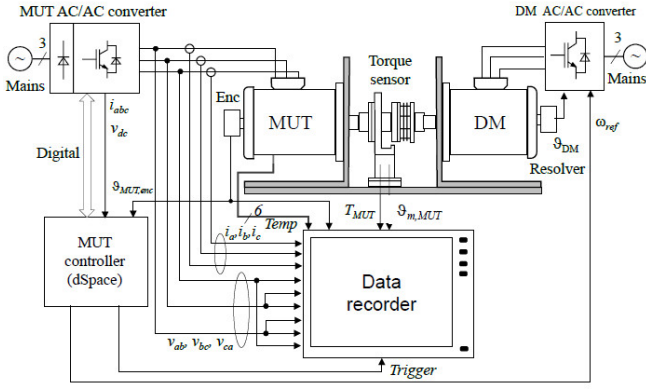 MUT AC/AC converter
DM AC/AC converter
3
3
Mains
Mains
Torque
sensor
Enc
MUT
DM
i_abc
v_dc
ω_ref
ϑ_DM
Resolver
Digital
ϑ_MUT,enc
6
Temp
T_MUT
ϑ_m,MUT
i_a, i_b, i_c
MUT
controller
(dSpace)
Data
recorder
v_ab, v_bc, v_ca
Trigger